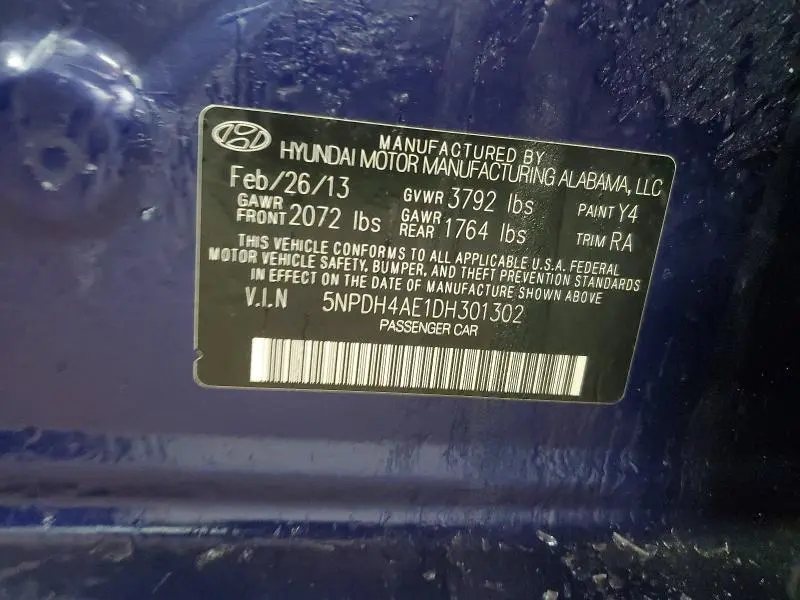 MANUFACTURED BY
HYUNDAI MOTOR MANUFACTURING ALABAMA, LLC
Feb/26/13 GVWR 3792 lbs PAINT Y4
GAWR FRONT 2072 lbs GAWR REAR 1764 lbs TRIM RA
THIS VEHICLE CONFORMS TO ALL APPLICABLE U.S.A. FEDERAL
MOTOR VEHICLE SAFETY, BUMPER, AND THEFT PREVENTION STANDARDS
IN EFFECT ON THE DATE OF MANUFACTURE SHOWN ABOVE
V.I.N 5NPDH4AE1DH301302
PASSENGER CAR